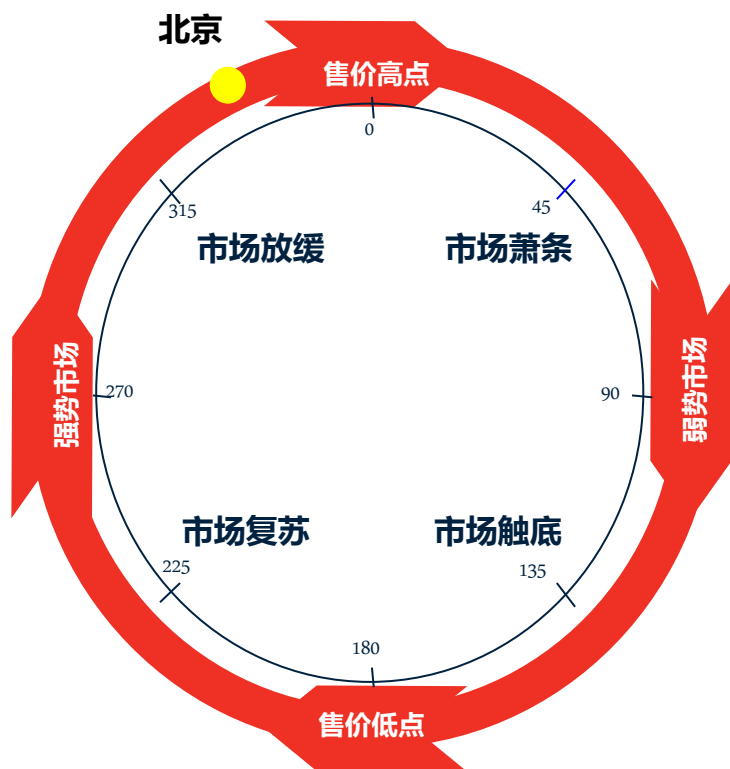 北京
售价高点
0
315
45
市场放缓
市场萧条
强势市场
270
90
弱势市场
市场复苏
市场触底
225
135
180
售价低点